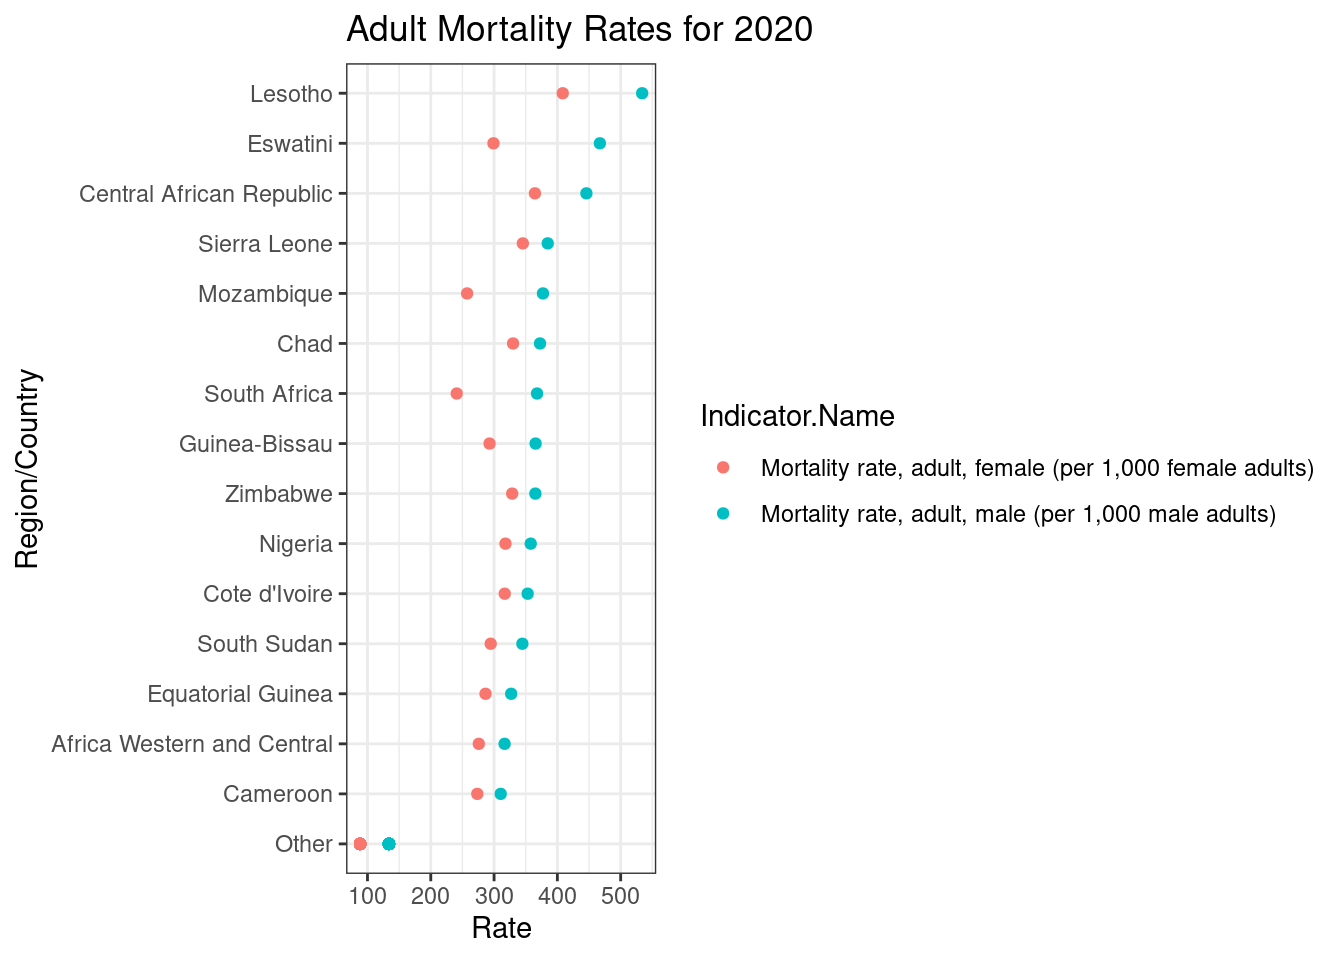 Adult Mortality Rates for 2020
Region/Country
Lesotho
Eswatini
Central African Republic
Sierra Leone
Mozambique
Chad
South Africa
Guinea-Bissau
Zimbabwe
Nigeria
Cote d'Ivoire
South Sudan
Equatorial Guinea
Africa Western and Central
Cameroon
Other
100 200 300 400 500
Rate
Indicator.Name
Mortality rate, adult, female (per 1,000 female adults)
Mortality rate, adult, male (per 1,000 male adults)